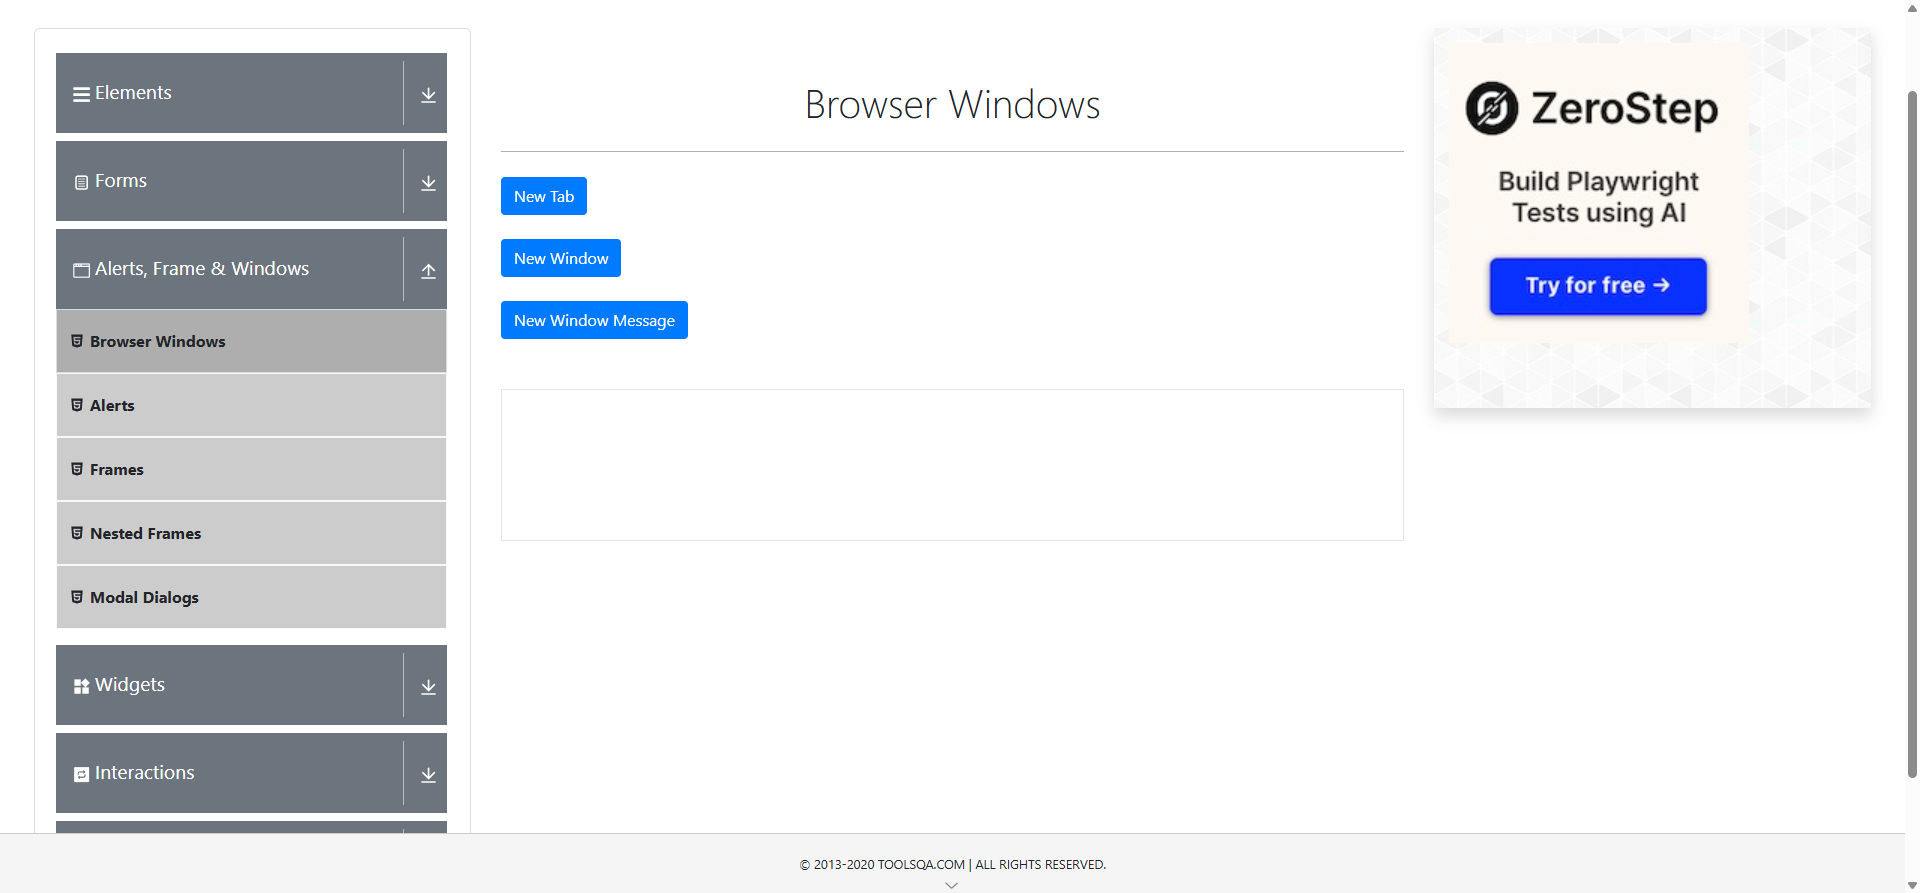 Elements
Forms
Alerts, Frame & Windows
Browser Windows
Alerts
Frames
Nested Frames
Modal Dialogs
Widgets
Interactions
Browser Windows
New Tab
New Window
New Window Message
ZeroStep
Build Playwright
Tests using AI
Try for free →
© 2013-2020 TOOLSQA.COM | ALL RIGHTS RESERVED.